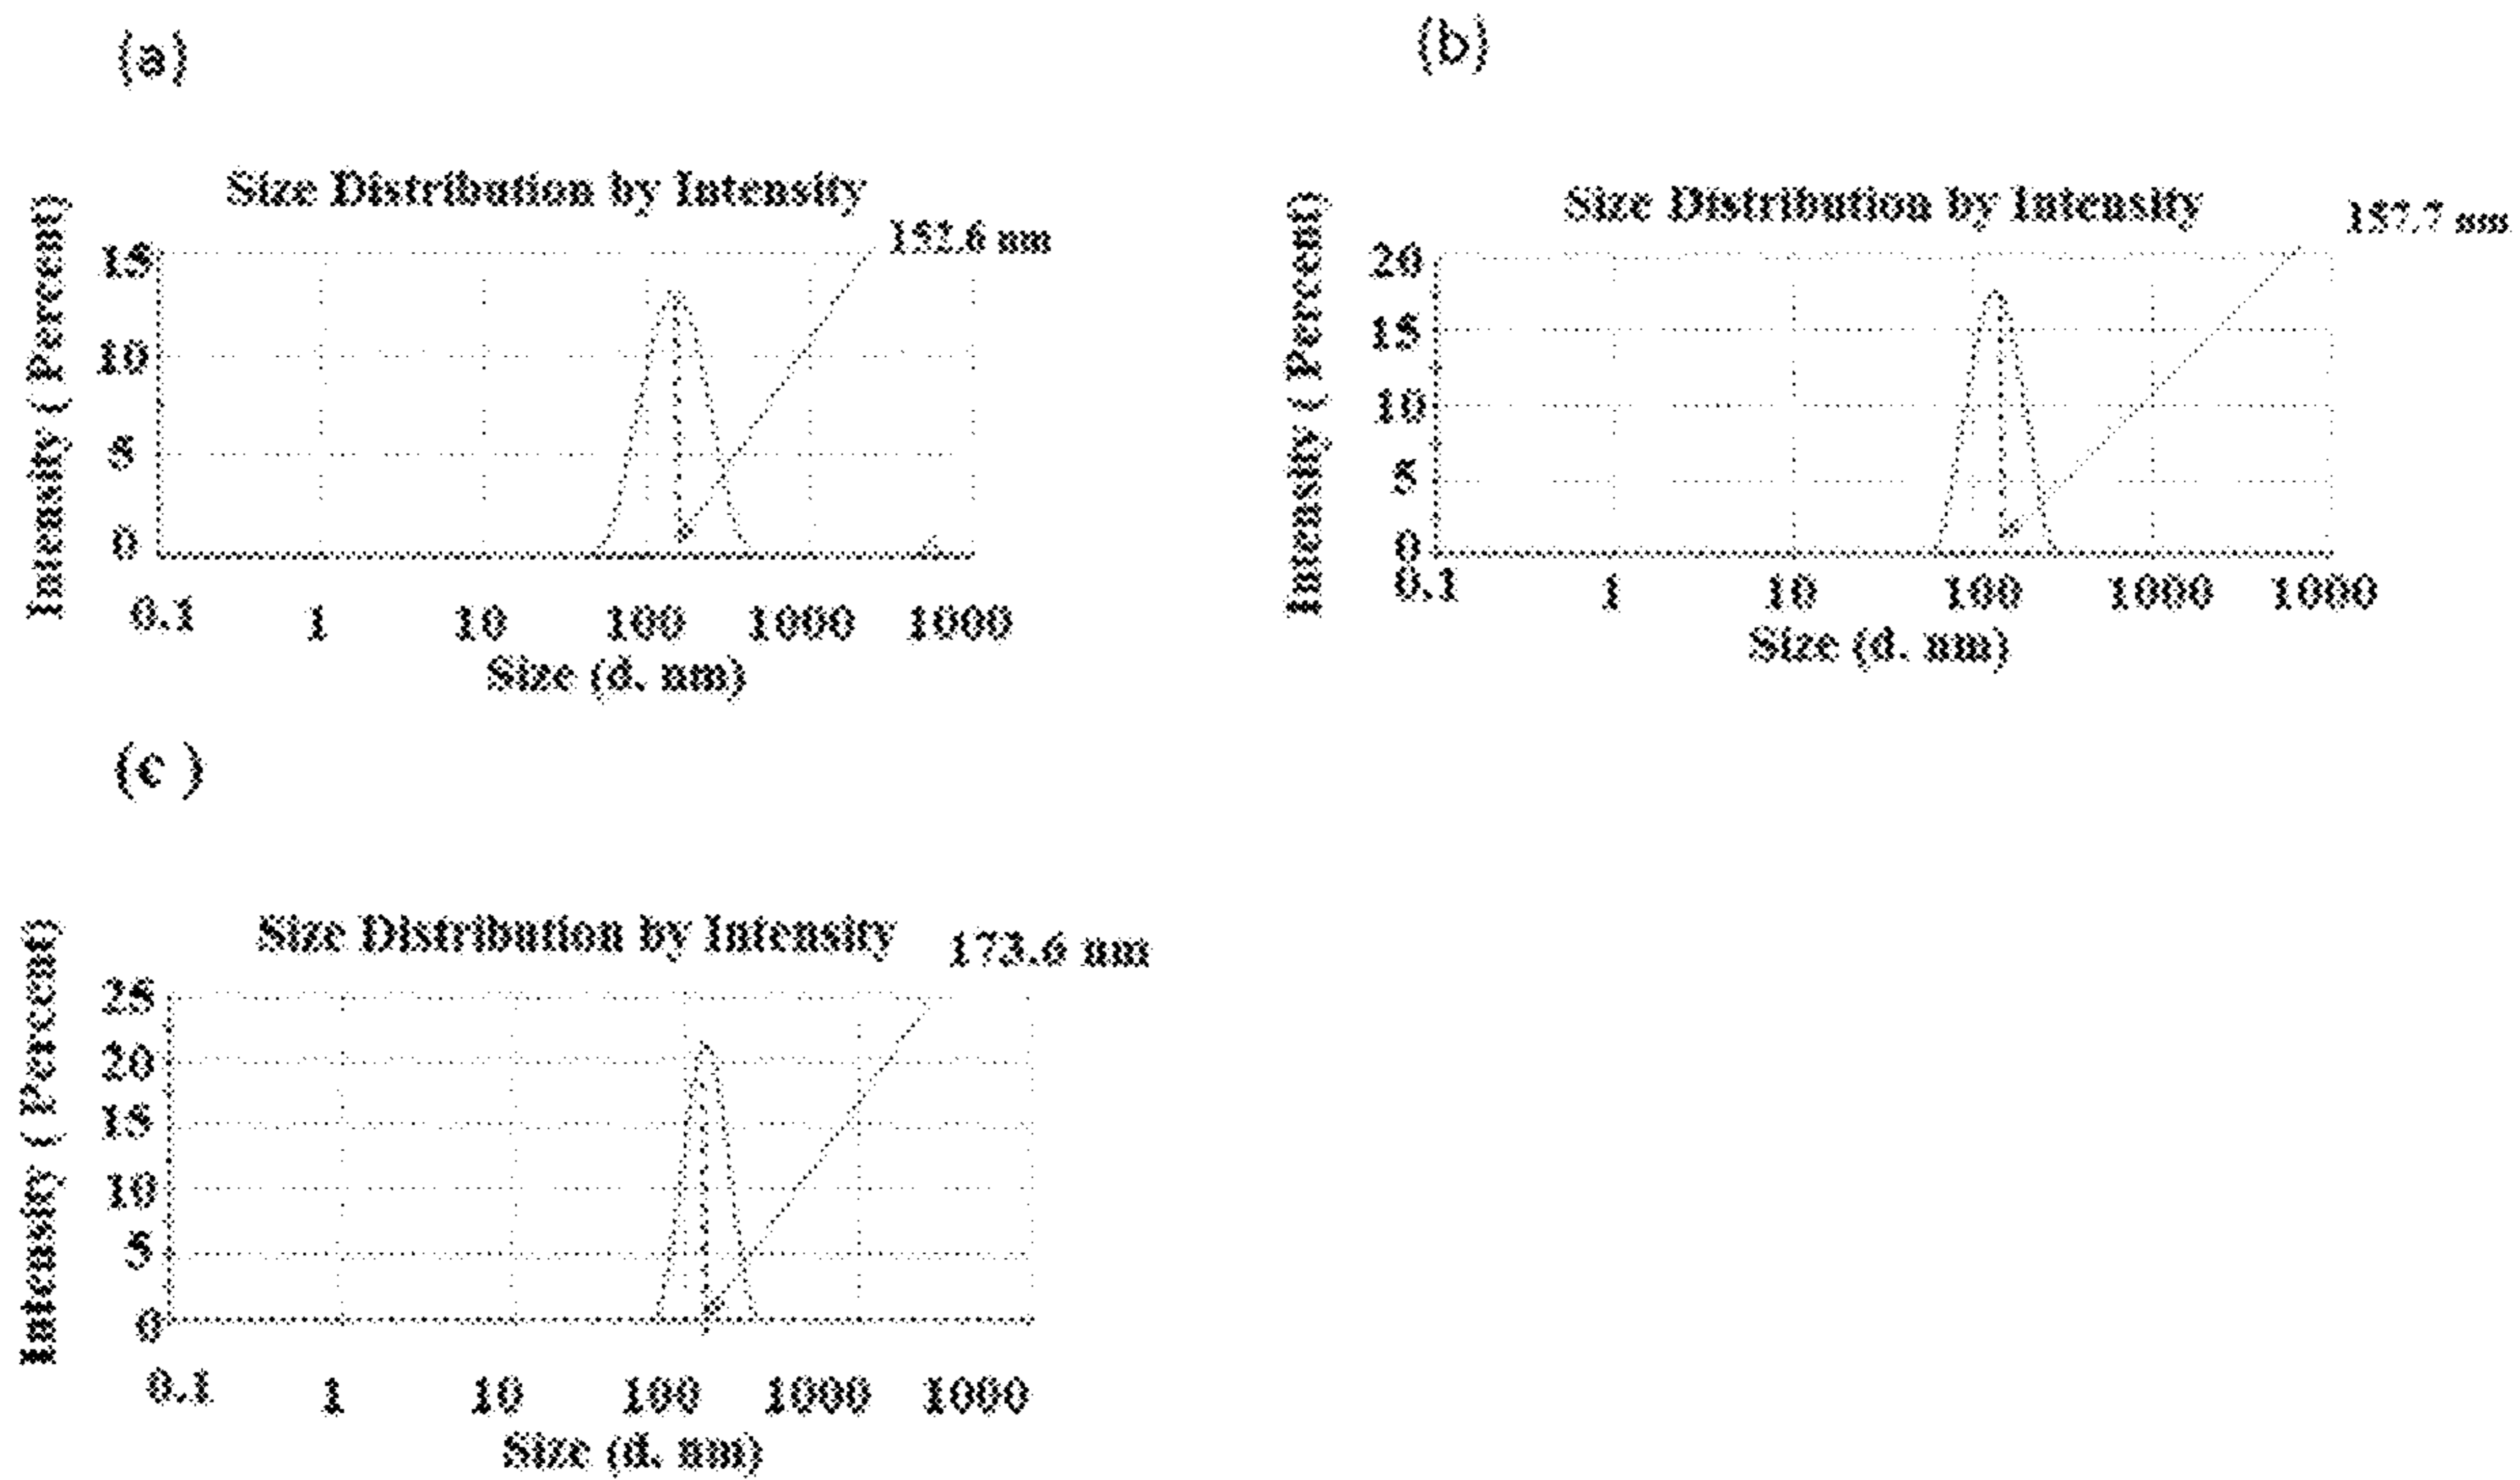 (a)
Size Distribution by Intensity
Intensity ( Percent)
15
10
5
0
0.1 1 10 100 1000 1000
Size (d. nm)
(b)
Size Distribution by Intensity
157.7 nm
Intensity ( Percent)
20
15
10
5
0
0.1 1 10 100 1000 1000
Size (d. nm)
(c )
Size Distribution by Intensity
173.6 nm
Intensity ( Percent)
25
20
15
10
5
0
0.1 1 10 100 1000 1000
Size (d. nm)